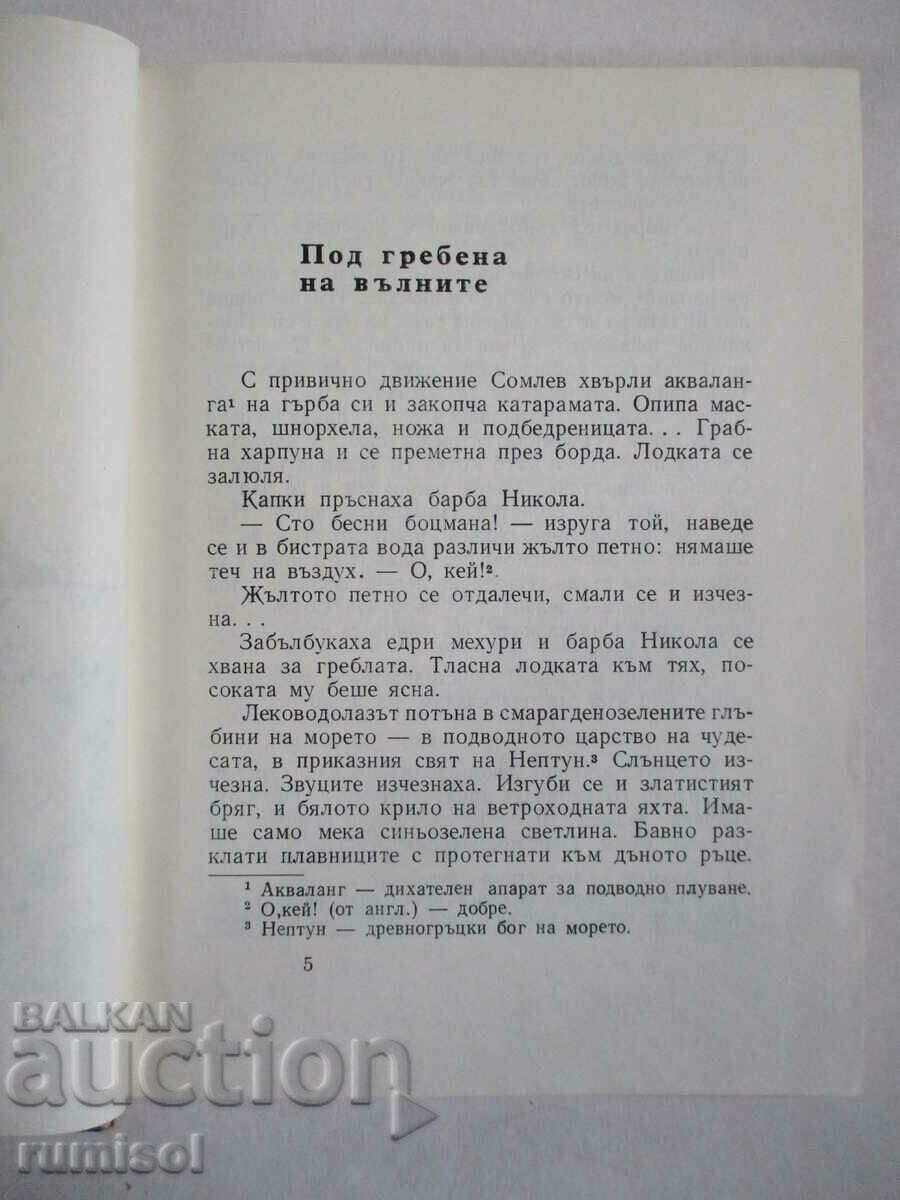 Под гребена
на вълните
С привично движение Сомлев хвърли аквалан-
га¹ на гърба си и закопча катарамата. Опипа мас-
ката, шнорхела, ножа и подбедреницата. . . Граб-
на харпуна и се преметна през борда. Лодката се
залюля.
Капки пръснаха барба Никола.
— Сто бесни боцмана! — изруга той, наведе
се и в бистрата вода различи жълто петно: нямаше
теч на въздух. — О, кей!².
Жълтото петно се отдалечи, смали се и изчез-
на. . .
Забълбукаха едри мехури и барба Никола се
хвана за греблата. Тласна лодката към тях, по-
соката му беше ясна.
Леководолазът потъна в смарагденозелените глъ-
бини на морето — в подводното царство на чуде-
сата, в приказния свят на Нептун.³ Слънцето из-
чезна. Звуците изчезнаха. Изгуби се и златистият
бряг, и бялото крило на ветроходната яхта. Има-
ше само мека синьозелена светлина. Бавно раз-
клати плавниците с протегнати към дъното ръце.
¹ Акваланг — дихателен апарат за подводно плуване.
² О,кей! (от англ.) — добре.
³ Нептун — древногръцки бог на морето.
5
BALKAN
auction
rumisol